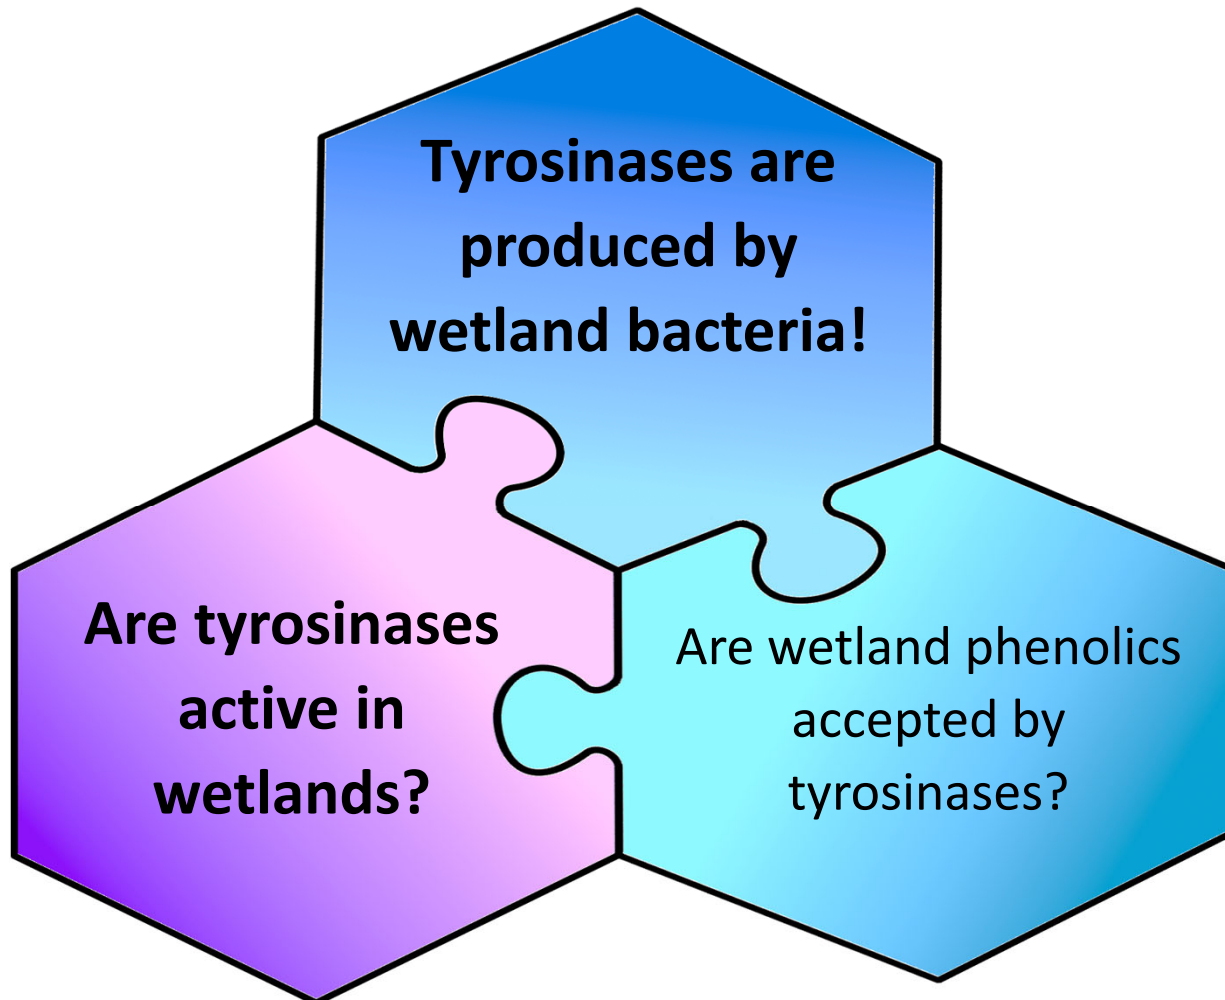 Tyrosinases are
produced by
wetland bacteria!
Are tyrosinases
active in
wetlands?
Are wetland phenolics
accepted by
tyrosinases?